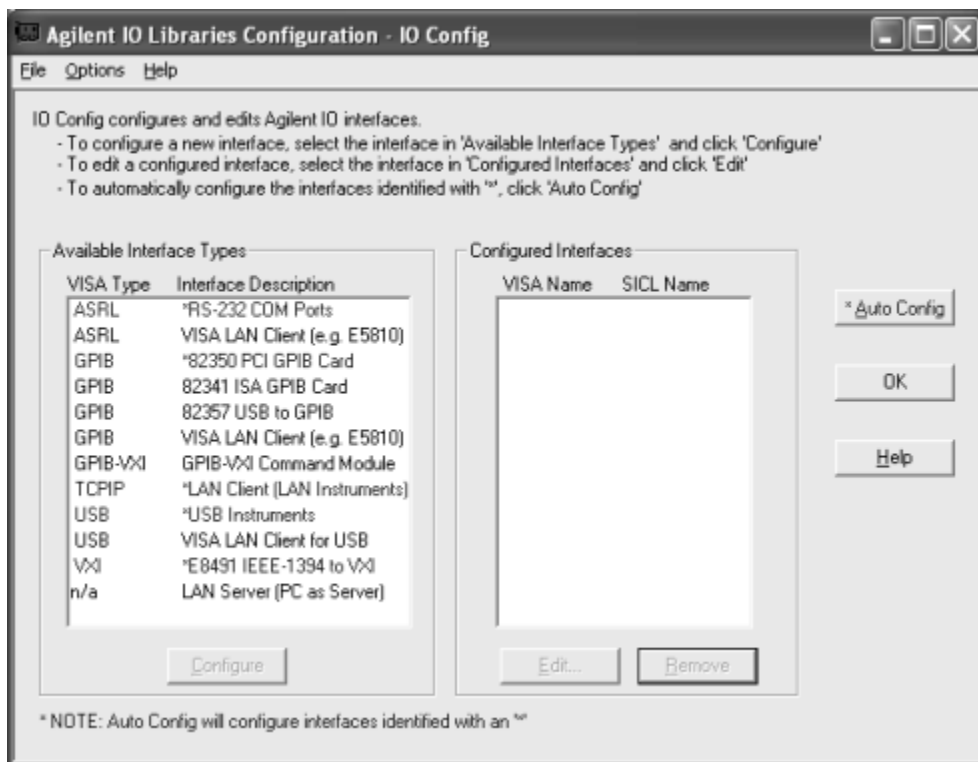 Agilent IO Libraries Configuration - IO Config
File Options Help
IO Config configures and edits Agilent IO interfaces.
- To configure a new interface, select the interface in 'Available Interface Types' and click 'Configure'
- To edit a configured interface, select the interface in 'Configured Interfaces' and click 'Edit'
- To automatically configure the interfaces identified with '*', click 'Auto Config'
Available Interface Types
VISA Type Interface Description
ASRL *RS-232 COM Ports
ASRL VISA LAN Client (e.g. E5810)
GPIB *82350 PCI GPIB Card
GPIB 82341 ISA GPIB Card
GPIB 82357 USB to GPIB
GPIB VISA LAN Client (e.g. E5810)
GPIB-VXI GPIB-VXI Command Module
TCPIP *LAN Client (LAN Instruments)
USB *USB Instruments
USB VISA LAN Client for USB
VXI *E8491 IEEE-1394 to VXI
n/a LAN Server (PC as Server)
Configure
Configured Interfaces
VISA Name SICL Name
Edit... Remove
* Auto Config
OK
Help
* NOTE: Auto Config will configure interfaces identified with an '*'